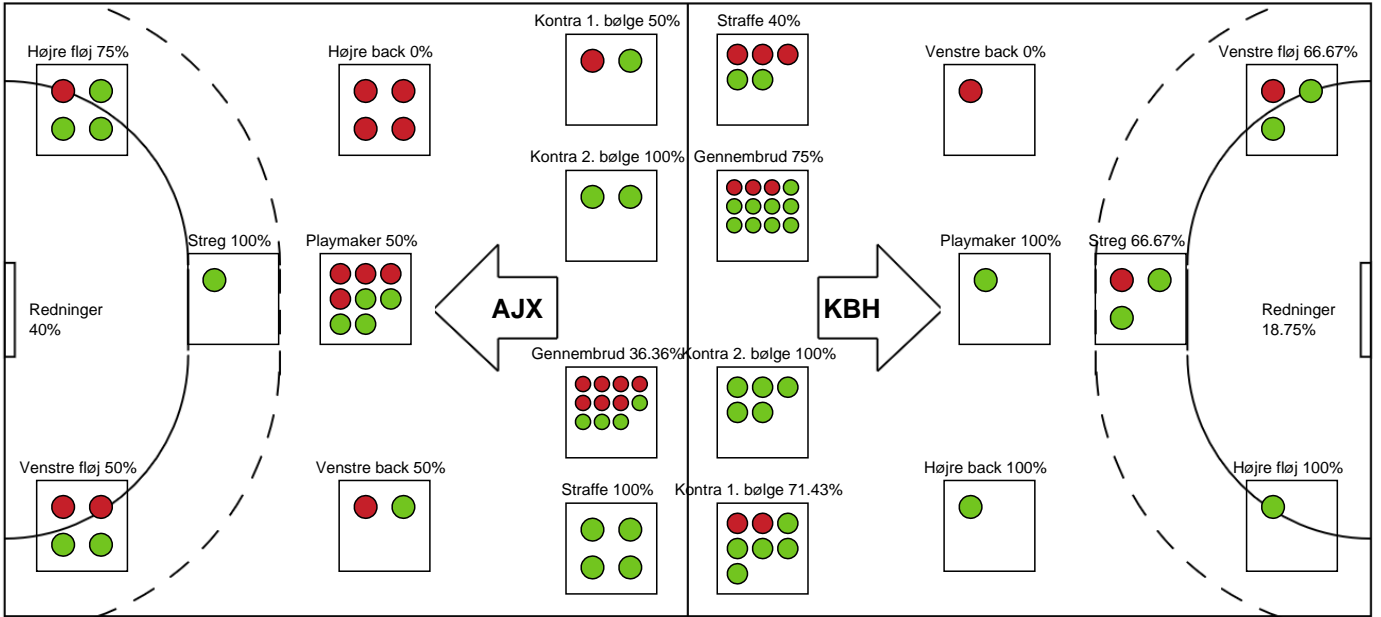 Kontra 1. bølge 50%
Straffe 40%
Højre fløj 75%
Højre back 0%
Venstre back 0%
Venstre fløj 66.67%
Kontra 2. bølge 100%
Gennembrud 75%
Streg 100%
Playmaker 50%
Playmaker 100%
Streg 66.67%
Redninger
40%
AJX
KBH
Redninger
18.75%
Gennembrud 36.36%
Kontra 2. bølge 100%
Venstre fløj 50%
Venstre back 50%
Straffe 100%
Kontra 1. bølge 71.43%
Højre back 100%
Højre fløj 100%